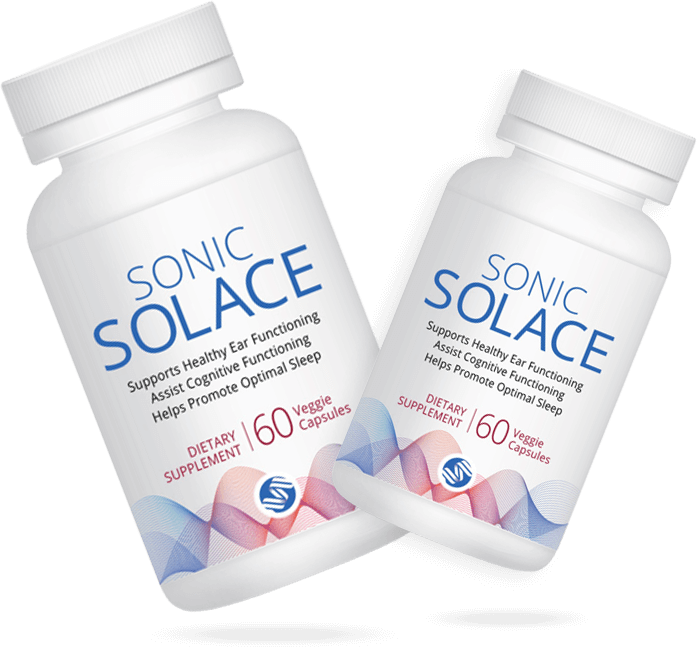 SONIC
SOLACE
Supports Healthy Ear Functioning
Assist Cognitive Functioning
Helps Promote Optimal Sleep
DIETARY
SUPPLEMENT
60
Veggie
Capsules
SONIC
SOLACE
Supports Healthy Ear Functioning
Assist Cognitive Functioning
Helps Promote Optimal Sleep
DIETARY
SUPPLEMENT
60
Veggie
Capsules